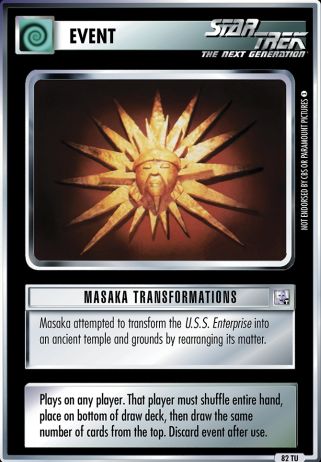 EVENT
STAR TREK
THE NEXT GENERATION
NOT ENDORSED BY CBS OR PARAMOUNT PICTURES
MASAKA TRANSFORMATIONS
Masaka attempted to transform the U.S.S. Enterprise into
an ancient temple and grounds by rearranging its matter.
Plays on any player. That player must shuffle entire hand,
place on bottom of draw deck, then draw the same
number of cards from the top. Discard event after use.
82 TU